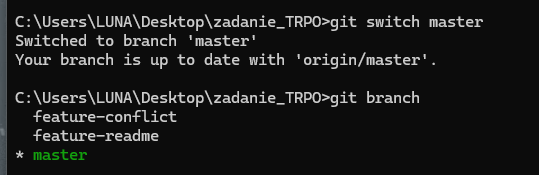 C:\Users\LUNA\Desktop\zadanie_TRPO>git switch master
Switched to branch 'master'
Your branch is up to date with 'origin/master'.
C:\Users\LUNA\Desktop\zadanie_TRPO>git branch
feature-conflict
feature-readme
* master